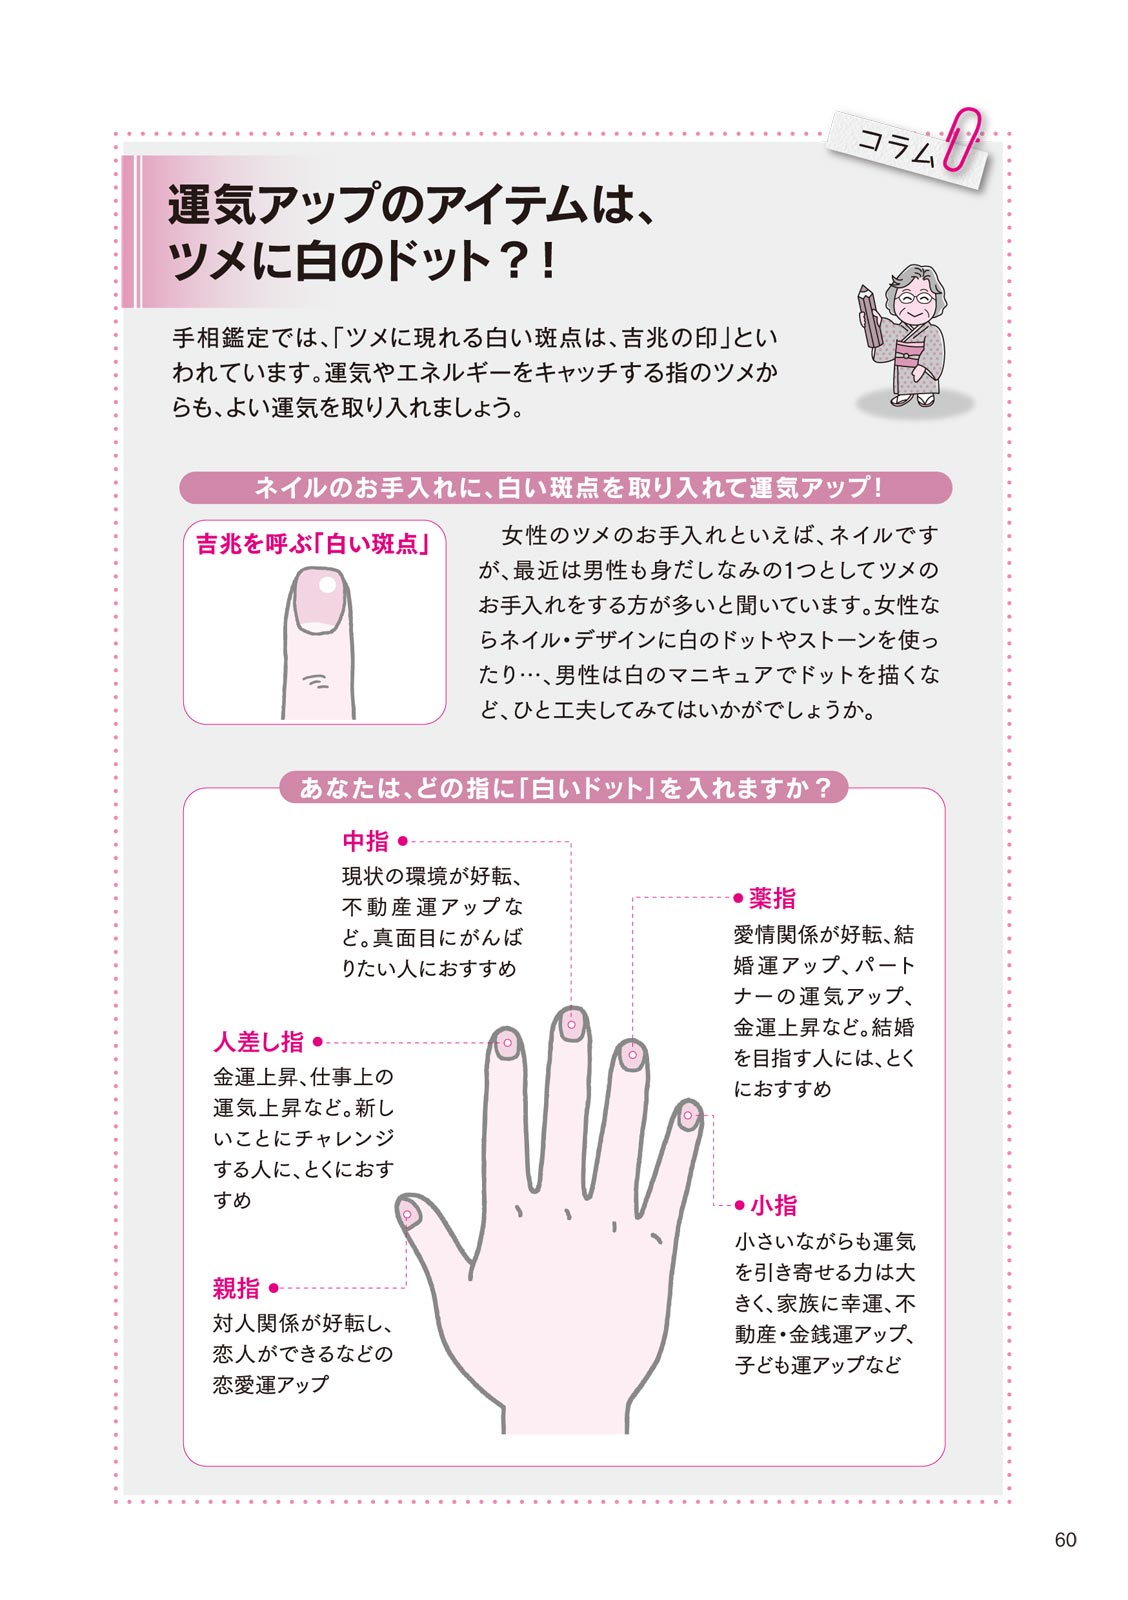 コラム
運気アップのアイテムは、
ツメに白のドット?!
手相鑑定では、「ツメに現れる白い斑点は、吉兆の印」とい
われています。運気やエネルギーをキャッチする指のツメか
らも、よい運気を取り入れましょう。
ネイルのお手入れに、白い斑点を取り入れて運気アップ!
吉兆を呼ぶ「白い斑点」
女性のツメのお手入れといえば、ネイルです
が、最近は男性も身だしなみの1つとしてツメの
お手入れをする方が多いと聞いています。女性な
らネイル・デザインに白のドットやストーンを使っ
たり…、男性は白のマニキュアでドットを描くな
ど、ひと工夫してみてはいかがでしょうか。
あなたは、どの指に「白いドット」を入れますか?
中指
現状の環境が好転、
不動産運アップな
ど。真面目にがんば
りたい人におすすめ
薬指
愛情関係が好転、結
婚運アップ、パート
ナーの運気アップ、
金運上昇など。結婚
を目指す人には、とく
におすすめ
人差し指
金運上昇、仕事上の
運気上昇など。新し
いことにチャレンジ
する人に、とくにおす
すめ
小指
小さいながらも運気
を引き寄せる力は大
きく、家族に幸運、不
動産・金銭運アップ、
子ども運アップなど
親指
対人関係が好転し、
恋人ができるなどの
恋愛運アップ
60